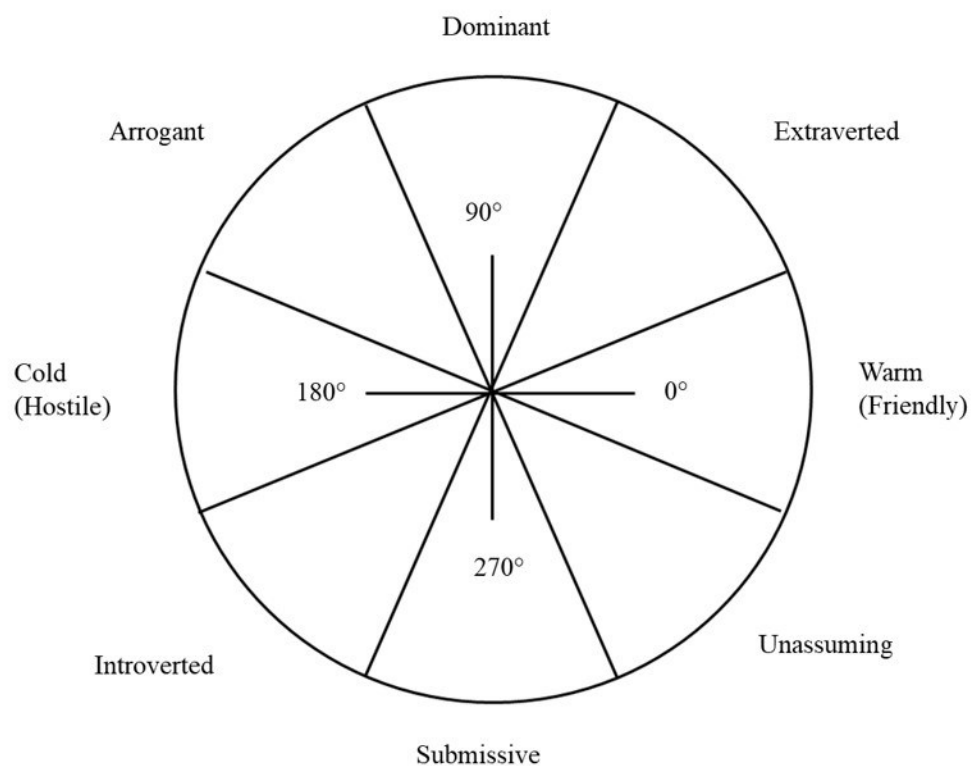 Dominant
Arrogant
Extraverted
90°
Cold
(Hostile)
180°
0°
Warm
(Friendly)
270°
Introverted
Unassuming
Submissive